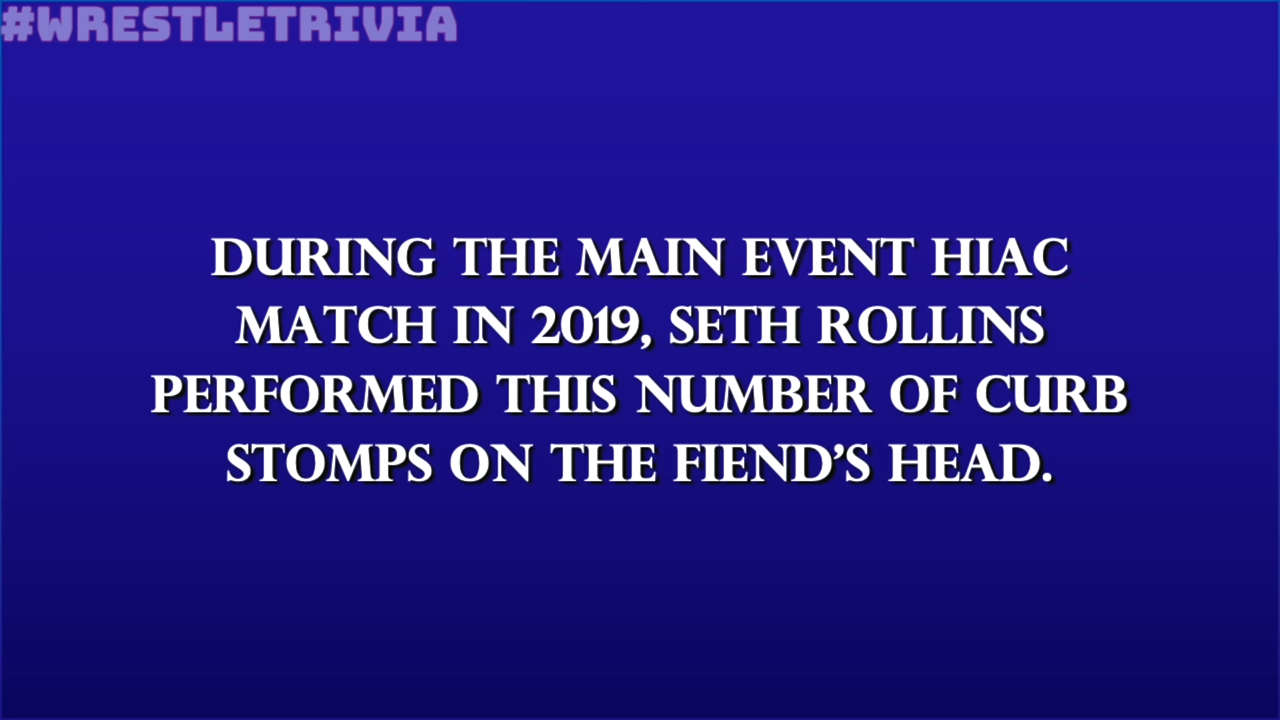 #WRESTLETRIVIA
DURING THE MAIN EVENT HIAC
MATCH IN 2019, SETH ROLLINS
PERFORMED THIS NUMBER OF CURB
STOMPS ON THE FIEND'S HEAD.